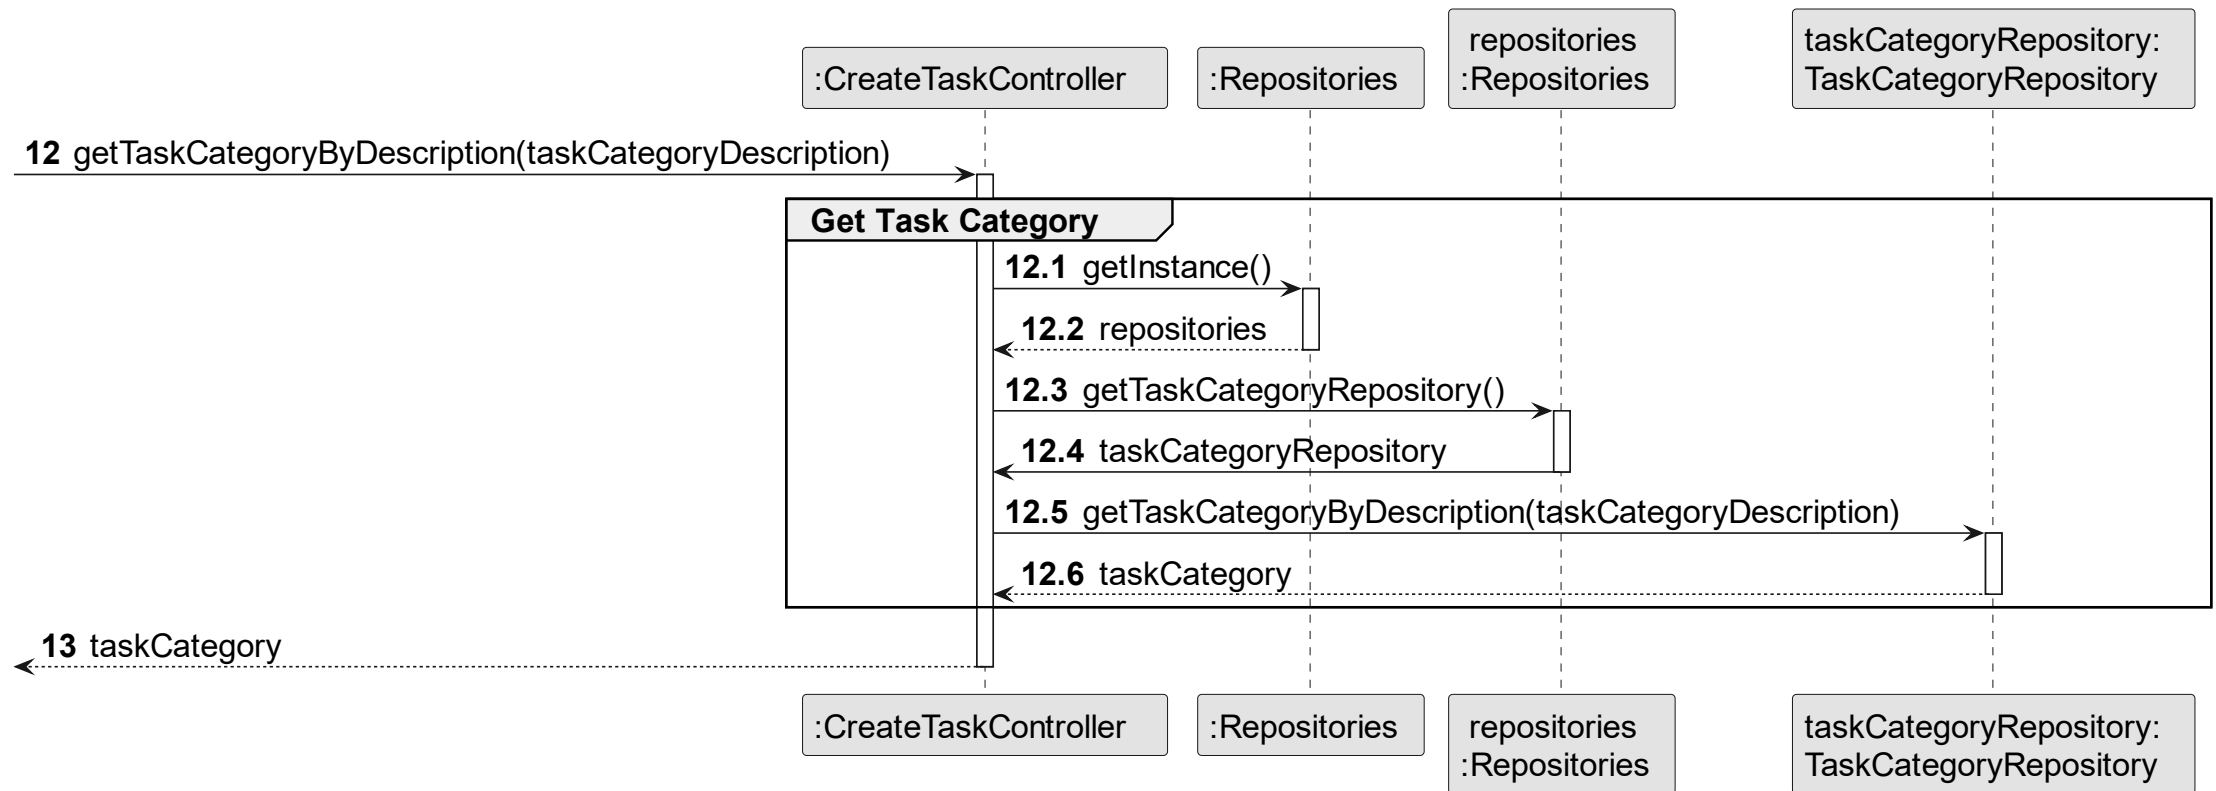 :CreateTaskController
:Repositories
repositories
:Repositories
taskCategoryRepository:
TaskCategoryRepository
12 getTaskCategoryByDescription(taskCategoryDescription)
Get Task Category
12.1 getInstance()
12.2 repositories
12.3 getTaskCategoryRepository()
12.4 taskCategoryRepository
12.5 getTaskCategoryByDescription(taskCategoryDescription)
12.6 taskCategory
13 taskCategory
:CreateTaskController
:Repositories
repositories
:Repositories
taskCategoryRepository:
TaskCategoryRepository